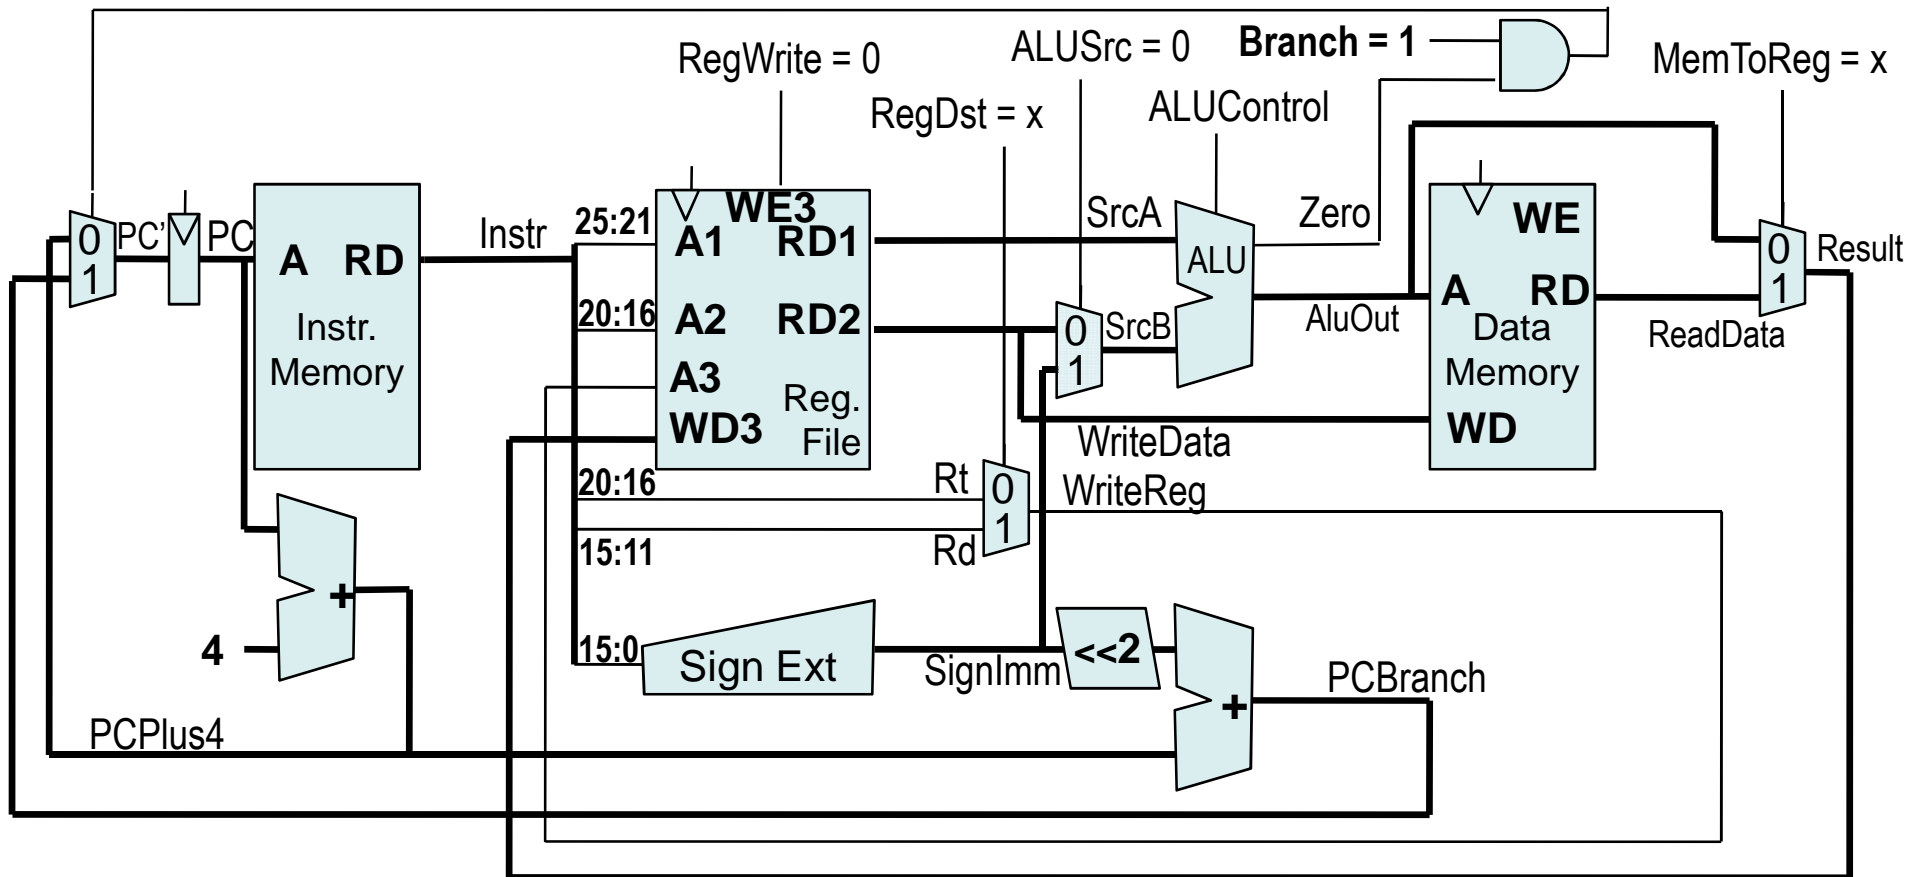 RegWrite = 0
ALUSrc = 0
Branch = 1
MemToReg = x
RegDst = x
ALUControl
0
1
PC'
PC
A RD
Instr.
Memory
Instr
25:21
20:16
WE3
A1 RD1
A2 RD2
A3
WD3
Reg.
File
SrcA
0
1
SrcB
ALU
Zero
AluOut
WE
A RD
Data
Memory
WD
ReadData
0
1
Result
WriteData
WriteReg
20:16
Rt
0
1
15:11
Rd
+
4
15:0
Sign Ext
SignImm
<<2
+
PCBranch
PCPlus4